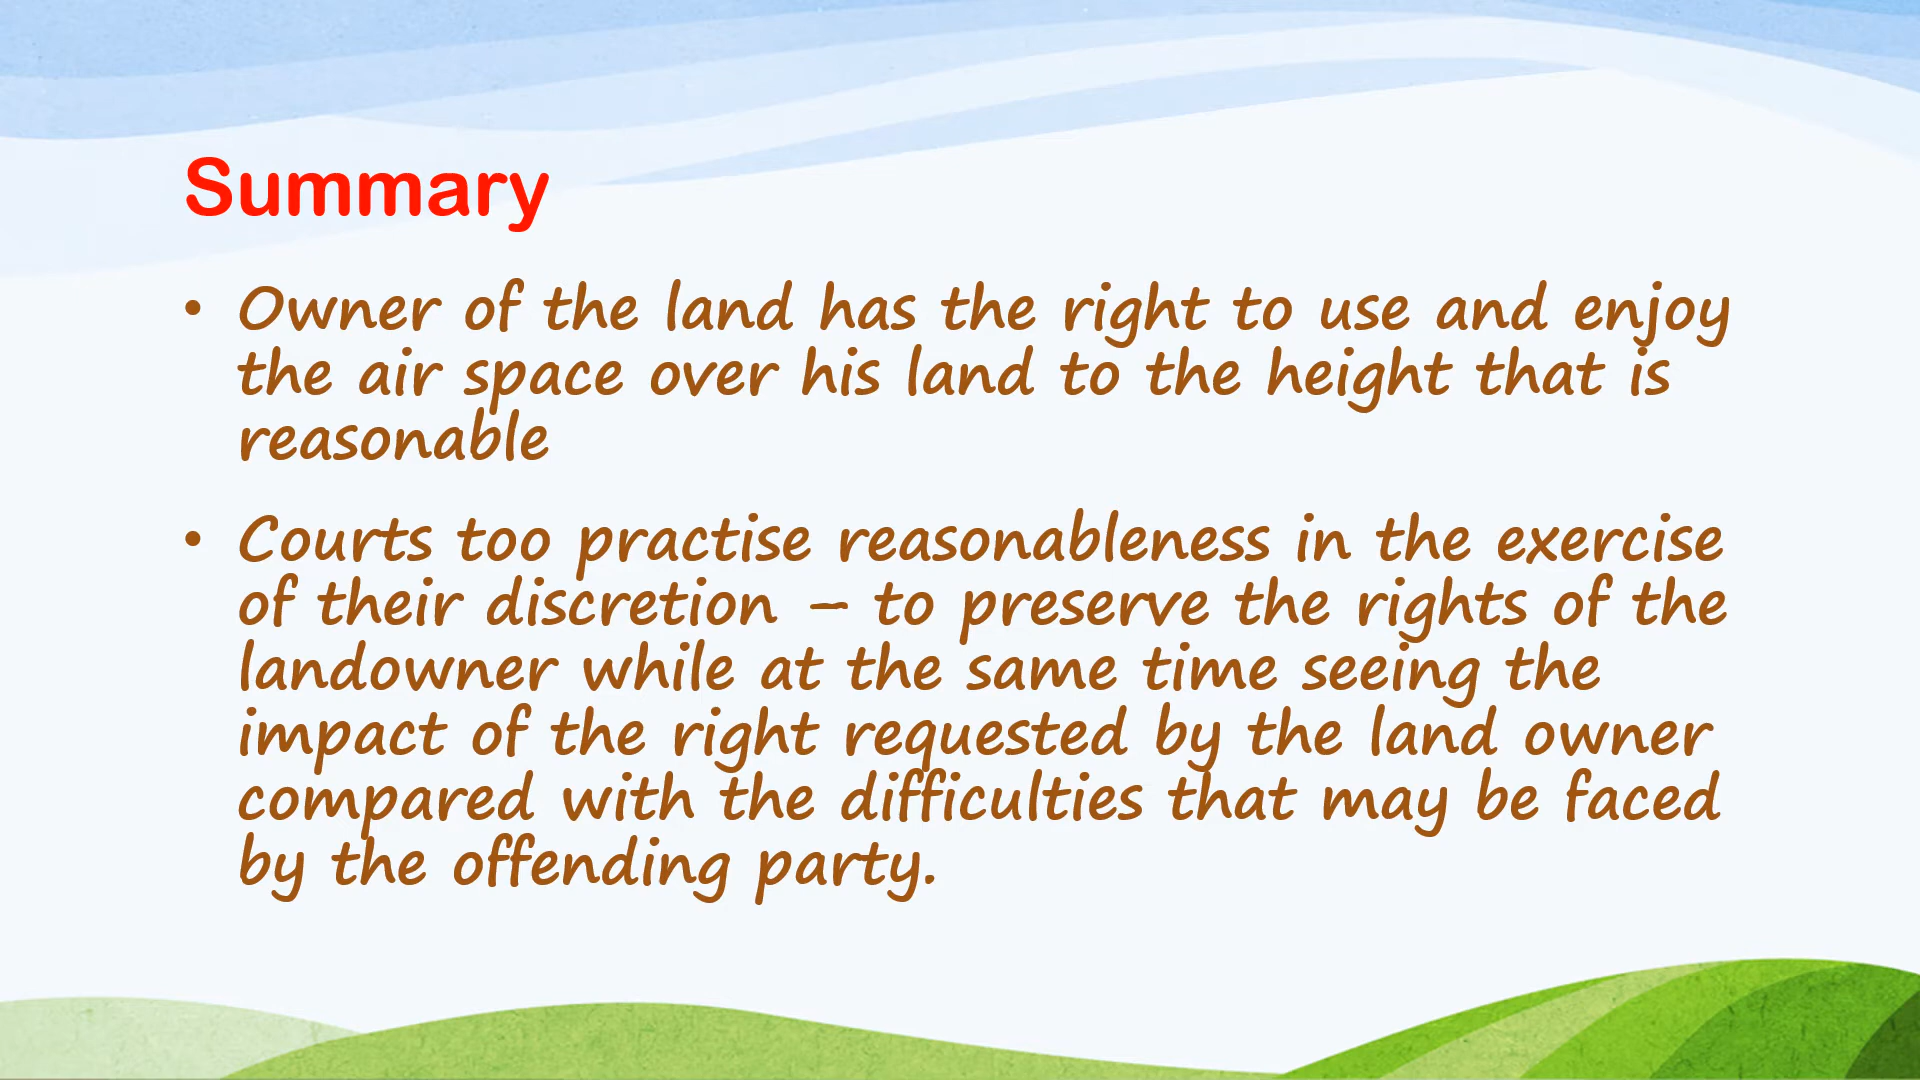 Summary
• Owner of the land has the right to use and enjoy
the air space over his land to the height that is
reasonable
• Courts too practise reasonableness in the exercise
of their discretion – to preserve the rights of the
landowner while at the same time seeing the
impact of the right requested by the land owner
compared with the difficulties that may be faced
by the offending party.